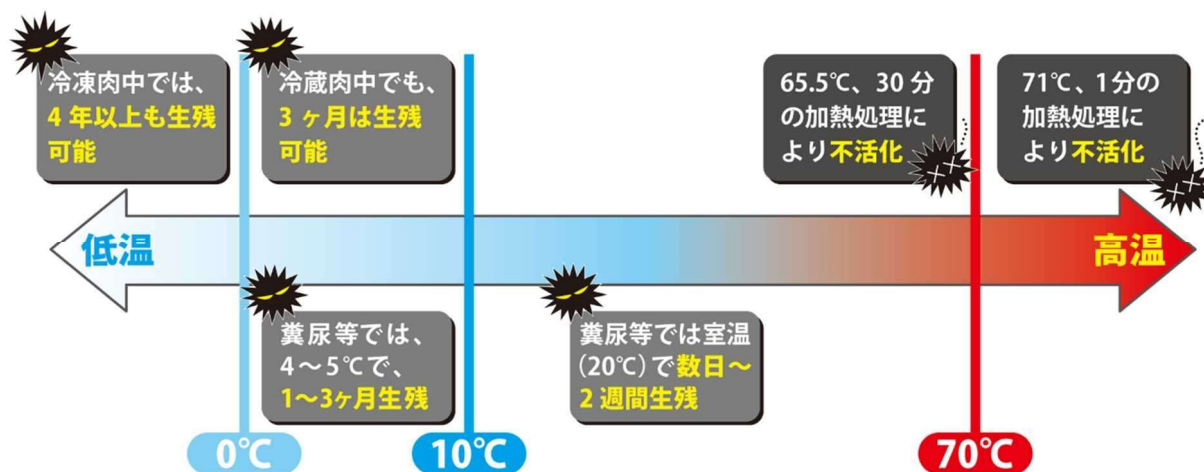 冷凍肉中では、
4年以上も生残
可能
冷蔵肉中でも、
3ヶ月は生残
可能
65.5℃、30分
の加熱処理に
より不活化
71℃、1分の
加熱処理に
より不活化
低温
高温
糞尿等では、
4〜5℃で、
1〜3ヶ月生残
糞尿等では室温
(20℃)で数日〜
2週間生残
0℃
10℃
70℃